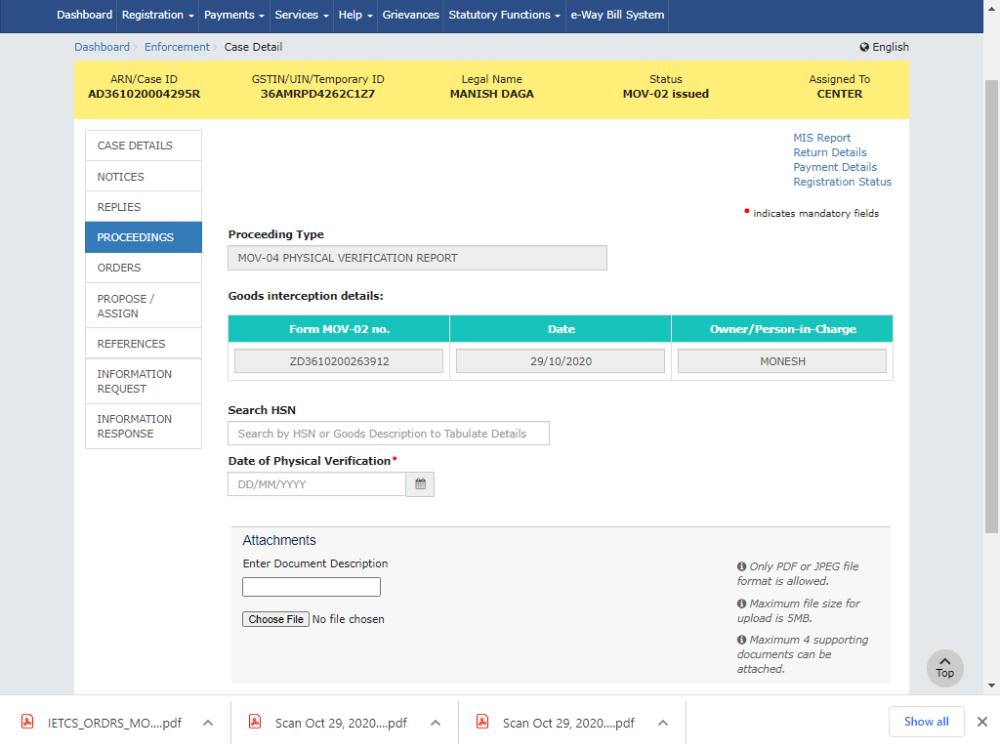 Dashboard Registration Payments Services Help Grievances Statutory Functions e-Way Bill System
Dashboard › Enforcement › Case Detail
English
ARN/Case ID GSTIN/UIN/Temporary ID Legal Name Status Assigned To
AD361020004295R 36AMRPD4262C1Z7 MANISH DAGA MOV-02 issued CENTER
CASE DETAILS
NOTICES
REPLIES
PROCEEDINGS
ORDERS
PROPOSE /
ASSIGN
REFERENCES
INFORMATION
REQUEST
INFORMATION
RESPONSE
MIS Report
Return Details
Payment Details
Registration Status
• indicates mandatory fields
Proceeding Type
MOV-04 PHYSICAL VERIFICATION REPORT
Goods interception details:
Form MOV-02 no. Date Owner/Person-in-Charge
ZD3610200263912 29/10/2020 MONESH
Search HSN
Search by HSN or Goods Description to Tabulate Details
Date of Physical Verification•
DD/MM/YYYY
Attachments
Enter Document Description
Choose File No file chosen
Only PDF or JPEG file
format is allowed.
Maximum file size for
upload is 5MB.
Maximum 4 supporting
documents can be
attached.
Top
IETCS_ORDRS_MO....pdf Scan Oct 29, 2020....pdf Scan Oct 29, 2020....pdf Show all